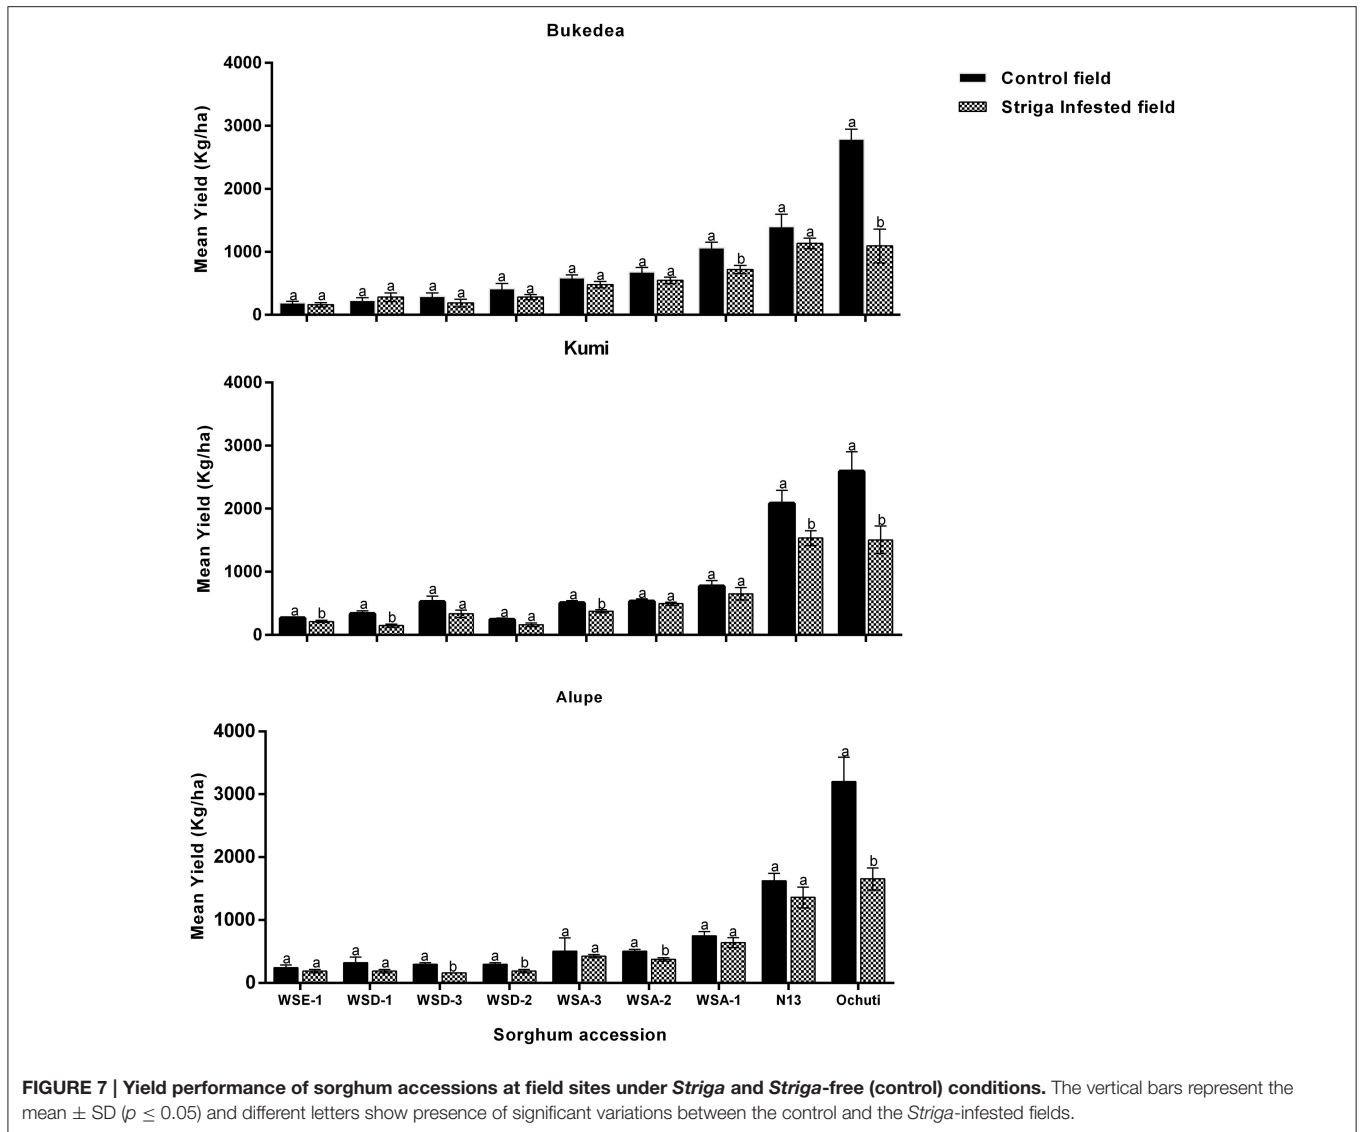 Bukedea
4000
3000
2000
1000
0
Mean Yield (Kg/ha)
a a a a a a a a a a a a a b a a a b
Control field
Striga Infested field
Kumi
4000
3000
2000
1000
0
Mean Yield (Kg/ha)
a b a b a a a a a b a a a a a b a b
Alupe
4000
3000
2000
1000
0
Mean Yield (Kg/ha)
a a a a a b a b a a a b a a a a a b
WSE-1 WSD-1 WSD-3 WSD-2 WSA-3 WSA-2 WSA-1 N13 Ochuti
Sorghum accession
FIGURE 7 | Yield performance of sorghum accessions at field sites under Striga and Striga-free (control) conditions. The vertical bars represent the
mean ± SD (p ≤ 0.05) and different letters show presence of significant variations between the control and the Striga-infested fields.